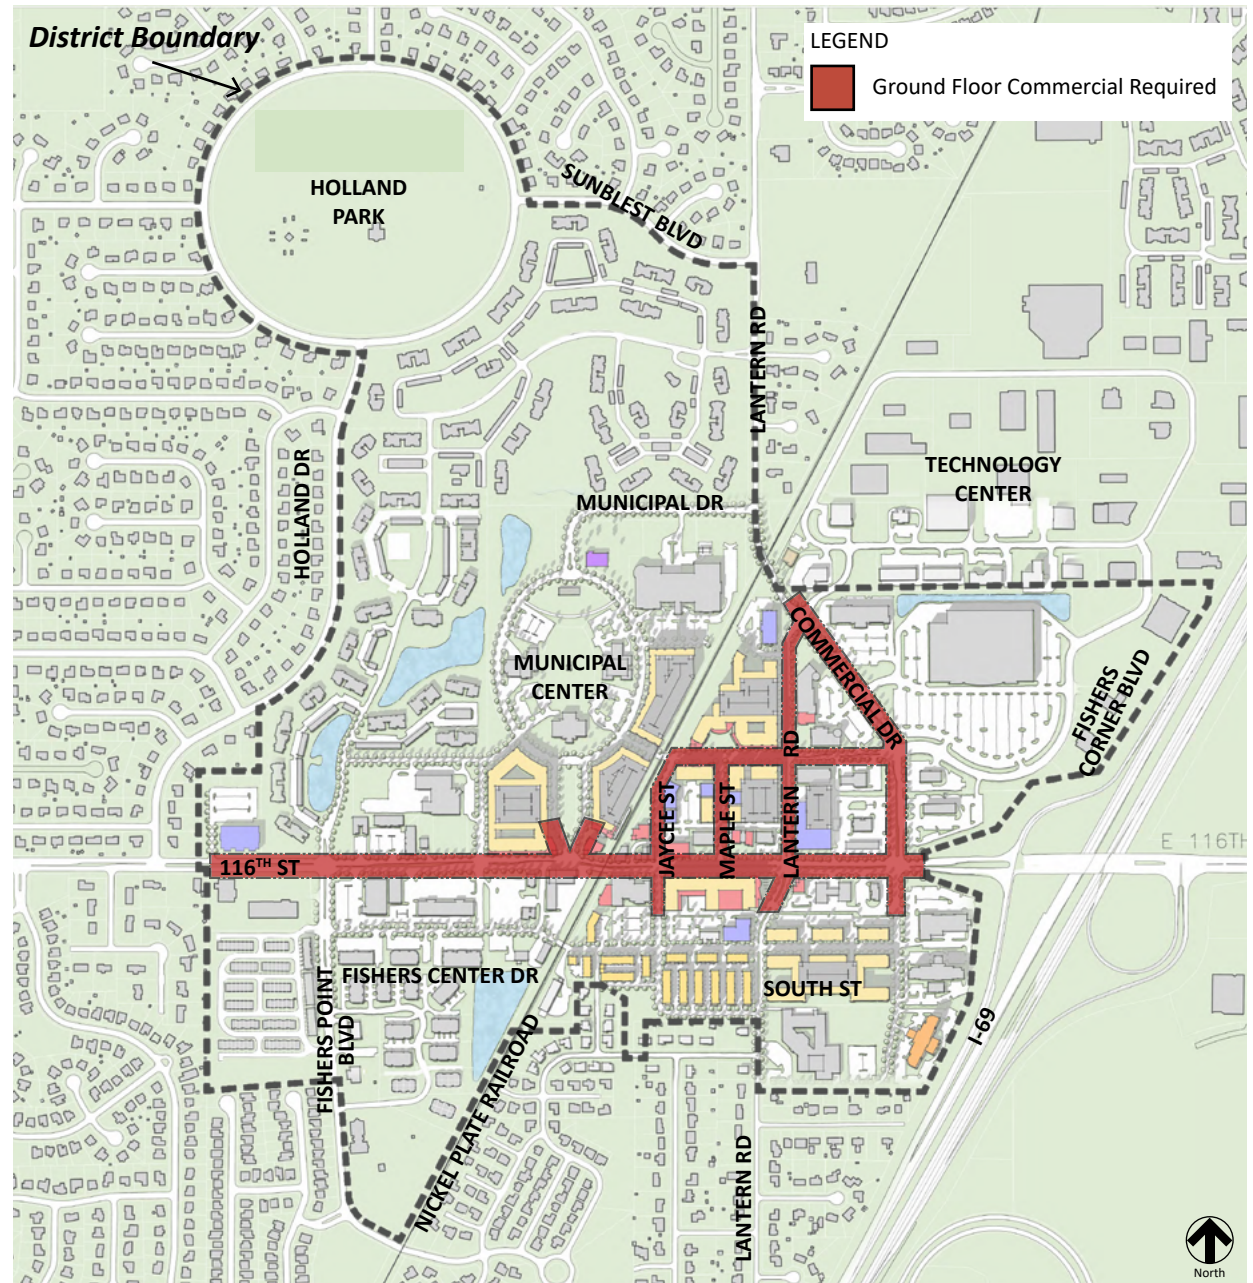 District Boundary
LEGEND
Ground Floor Commercial Required
HOLLAND
PARK
SUNBLEST BLVD
LANTERN RD
HOLLAND DR
TECHNOLOGY
CENTER
MUNICIPAL DR
MUNICIPAL
CENTER
COMMERCIAL DR
FISHERS
CORNER BLVD
JAYCEE ST
MAPLE ST
LANTERN
RD
E 116TH
116TH ST
FISHERS CENTER DR
FISHERS POINT
BLVD
SOUTH ST
I-69
NICKEL PLATE RAILROAD
LANTERN RD
North